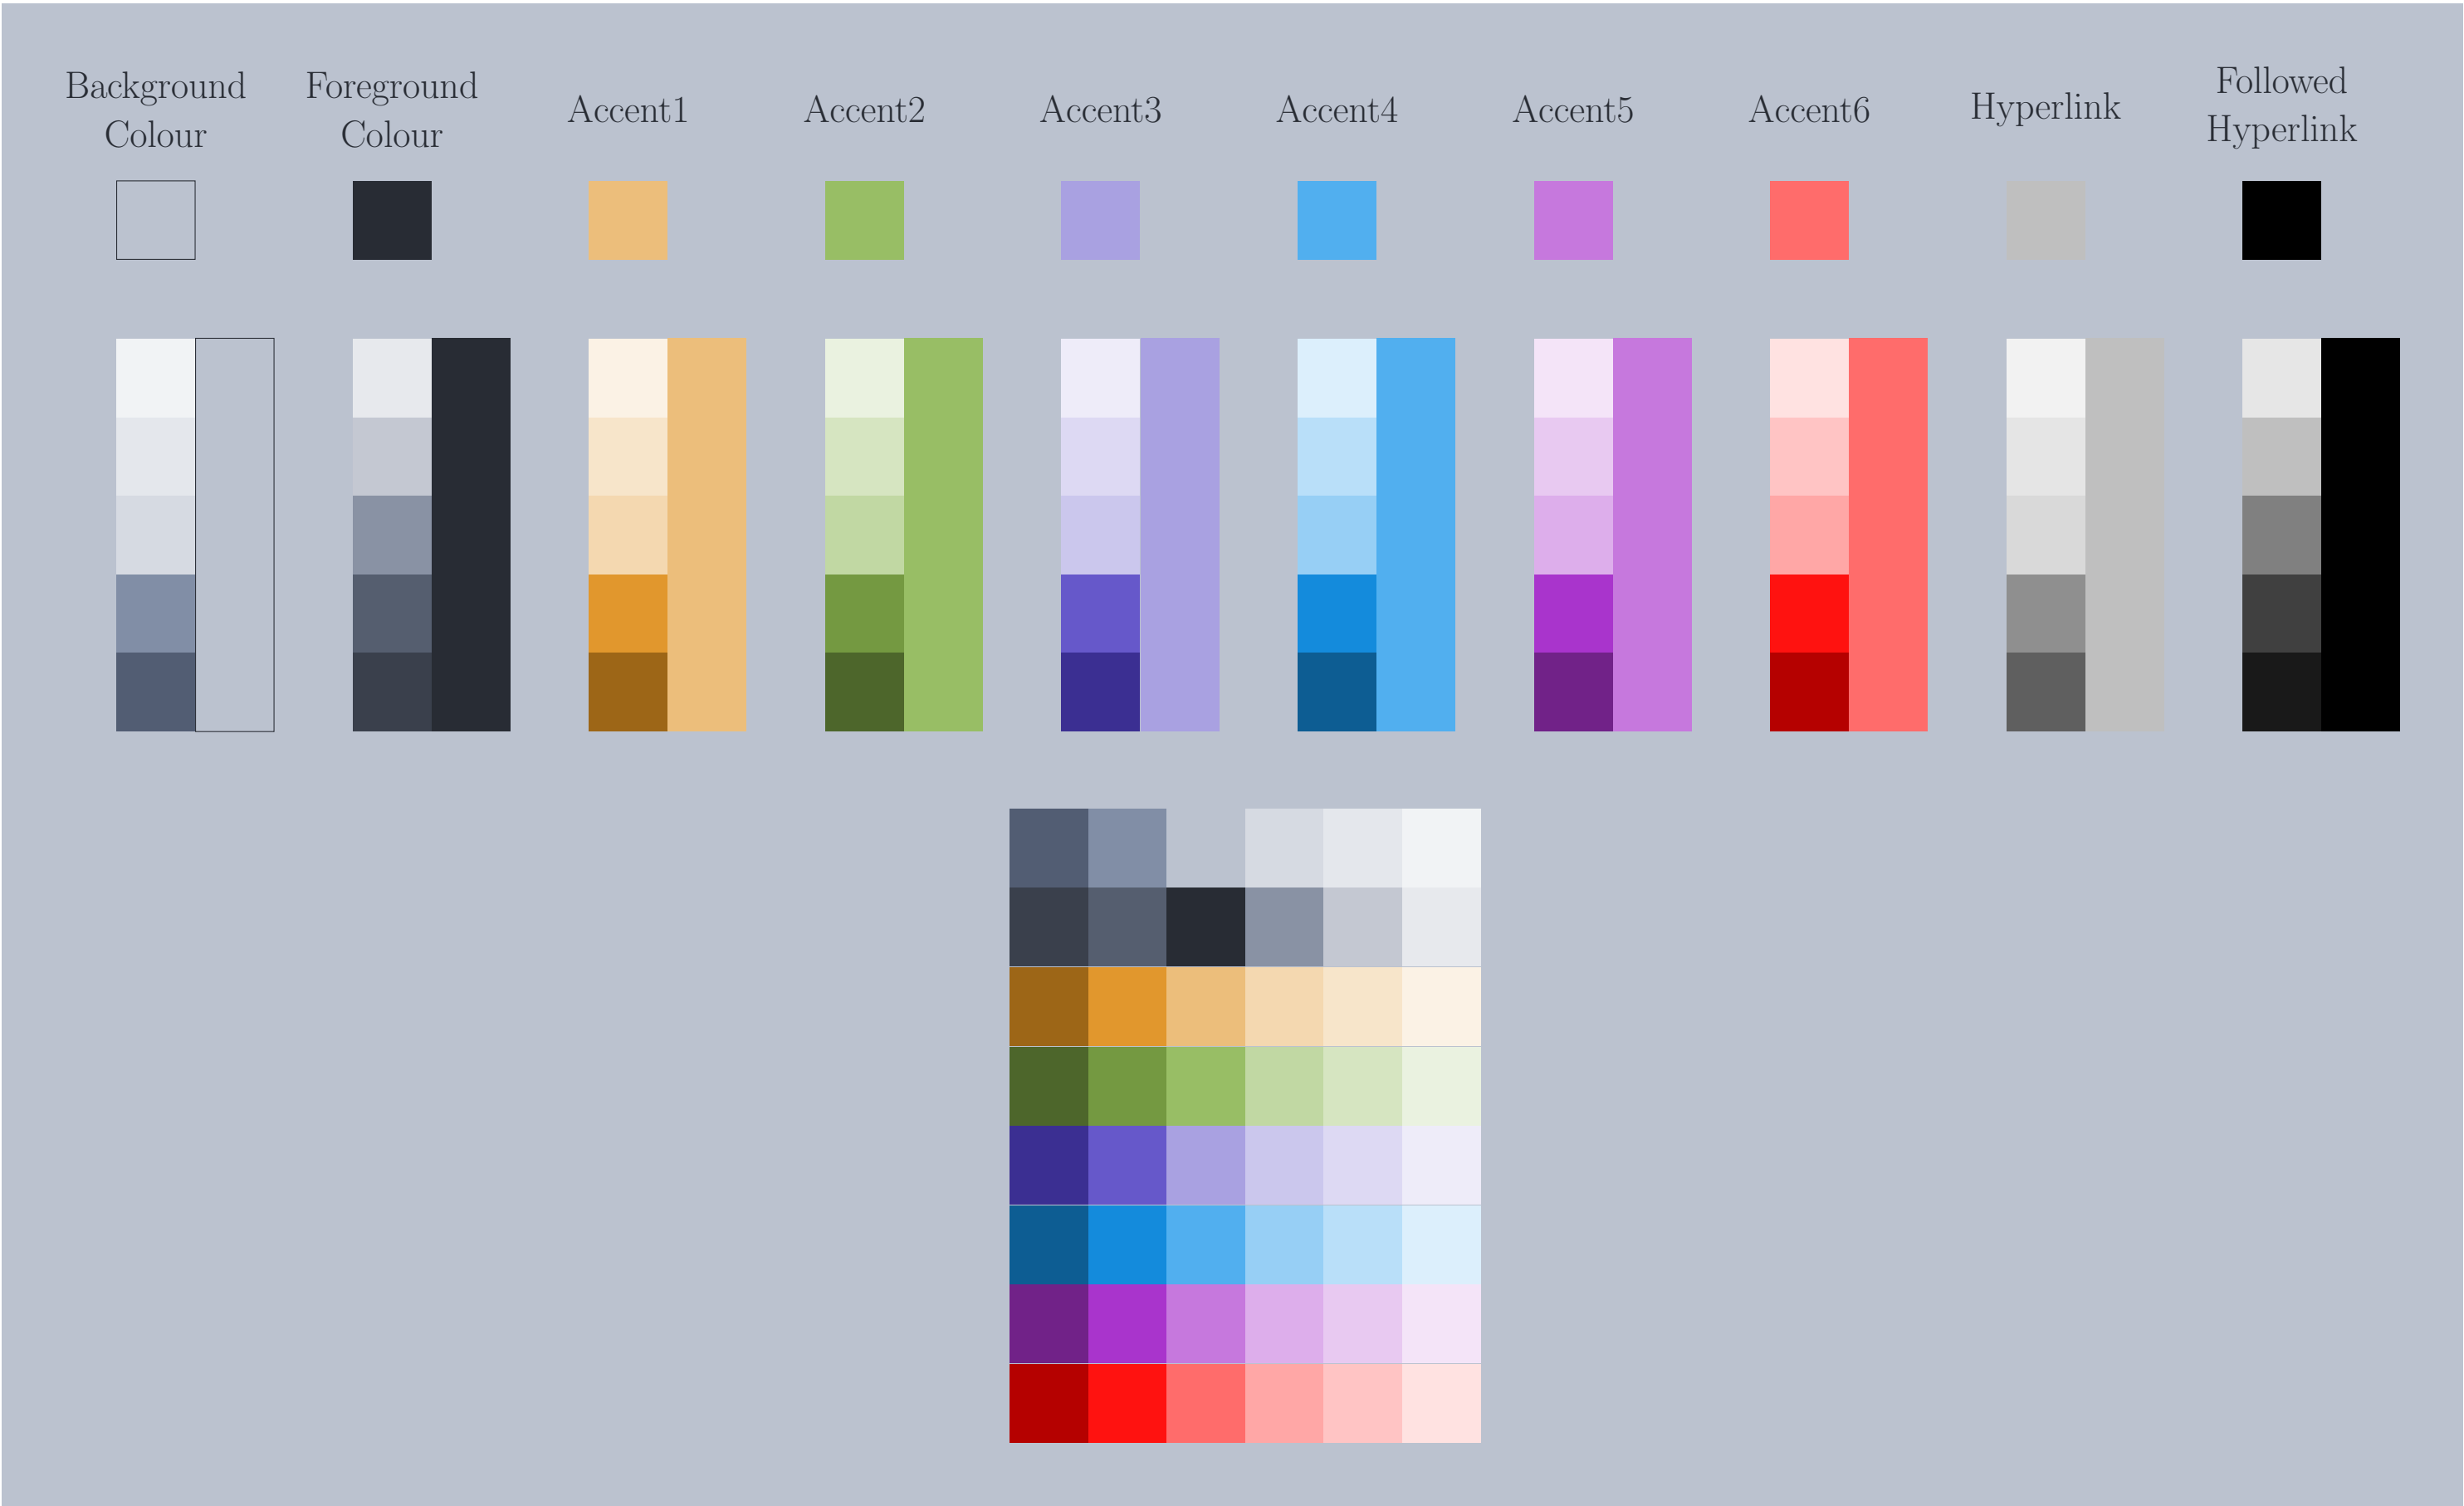 Background
Colour
Foreground
Colour
Accent1
Accent2
Accent3
Accent4
Accent5
Accent6
Hyperlink
Followed
Hyperlink